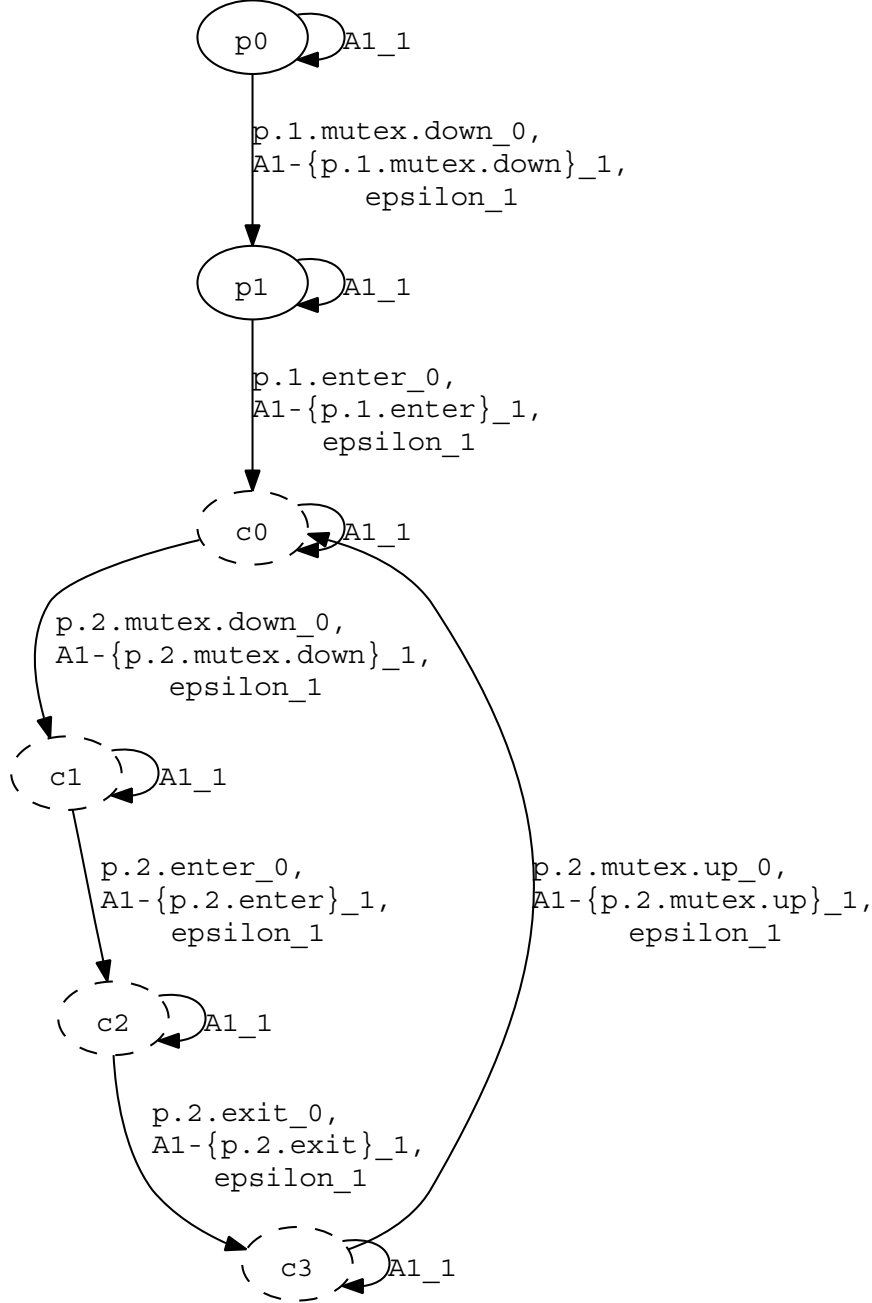 p0
A1_1
p.1.mutex.down_0,
A1-{p.1.mutex.down}_1,
epsilon_1
p1
A1_1
p.1.enter_0,
A1-{p.1.enter}_1,
epsilon_1
c0
A1_1
p.2.mutex.down_0,
A1-{p.2.mutex.down}_1,
epsilon_1
c1
A1_1
p.2.enter_0,
A1-{p.2.enter}_1,
epsilon_1
p.2.mutex.up_0,
A1-{p.2.mutex.up}_1,
epsilon_1
c2
A1_1
p.2.exit_0,
A1-{p.2.exit}_1,
epsilon_1
c3
A1_1